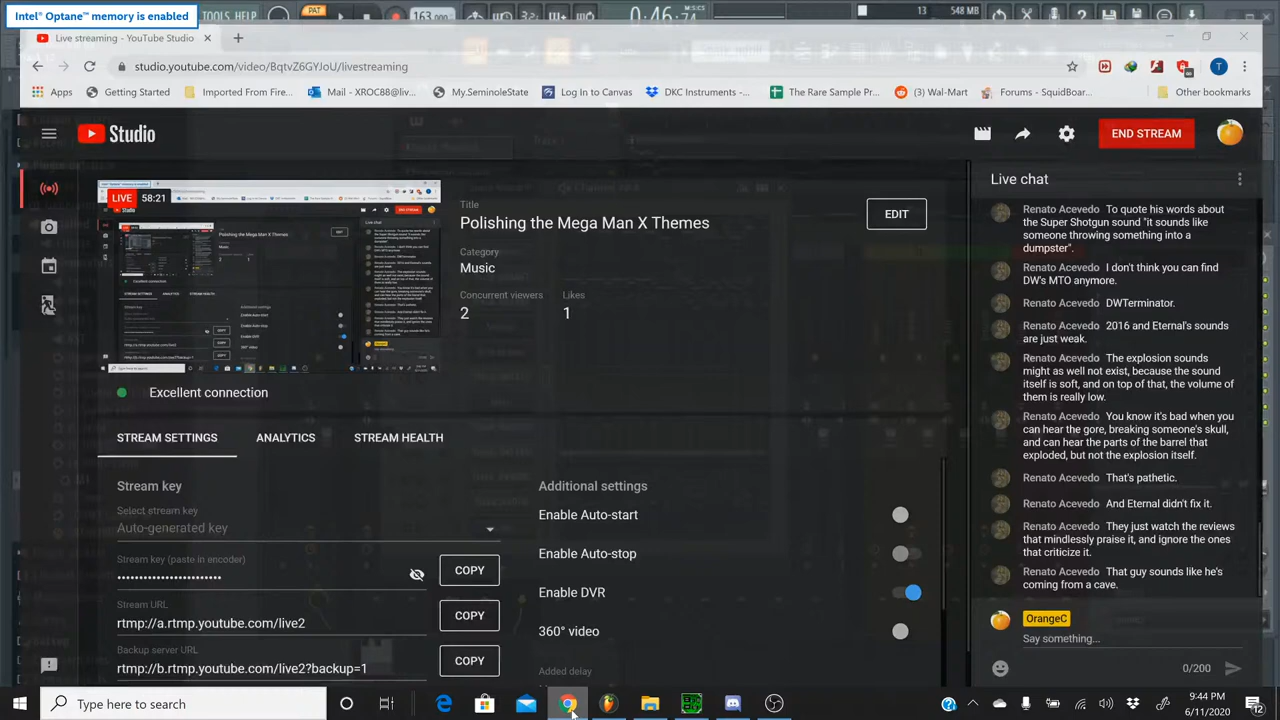 Intel® Optane™ memory is enabled
PAT
163.000
0:46:74
13
548 MB
Live streaming - YouTube Studio
studio.youtube.com/video/BqtvZ6GYJoU/livestreaming
Apps
Getting Started
Imported From Fire...
Mail - XROC88@liv...
My.SeminoleState
Log In to Canvas
DKC Instruments -...
The Rare Sample Pr...
(3) Wal-Mart
Forums - SquidBoar...
Other bookmarks
Studio
END STREAM
LIVE 58:21
Title
Polishing the Mega Man X Themes
EDIT
Category
Music
Concurrent viewers
Likes
2
1
Excellent connection
STREAM SETTINGS
ANALYTICS
STREAM HEALTH
Stream key
Select stream key
Auto-generated key
Stream key (paste in encoder)
••••••••••••••••••••••••
COPY
Stream URL
rtmp://a.rtmp.youtube.com/live2
COPY
Backup server URL
rtmp://b.rtmp.youtube.com/live2?backup=1
COPY
Additional settings
Enable Auto-start
Enable Auto-stop
Enable DVR
360° video
Added delay
Live chat
Renato Acevedo To quote his words about
the Super Shotgun sound "it sounds like
someone throwing something into a
dumpster".
Renato Acevedo I don't think you can find
DW's MTO anymore.
Renato Acevedo DWTerminator.
Renato Acevedo 2016 and Eternal's sounds
are just weak.
Renato Acevedo The explosion sounds
might as well not exist, because the sound
itself is soft, and on top of that, the volume of
them is really low.
Renato Acevedo You know it's bad when you
can hear the gore, breaking someone's skull,
and can hear the parts of the barrel that
exploded, but not the explosion itself.
Renato Acevedo That's pathetic.
Renato Acevedo And Eternal didn't fix it.
Renato Acevedo They just watch the reviews
that mindlessly praise it, and ignore the ones
that criticize it.
Renato Acevedo That guy sounds like he's
coming from a cave.
OrangeC
Say something...
0/200
Type here to search
9:44 PM
6/11/2020
12